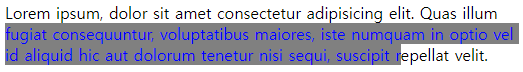 Lorem ipsum, dolor sit amet consectetur adipisicing elit. Quas illum
fugiat consequuntur, voluptatibus maiores, iste numquam in optio vel
id aliquid hic aut dolorum tenetur nisi sequi, suscipit repellat velit.